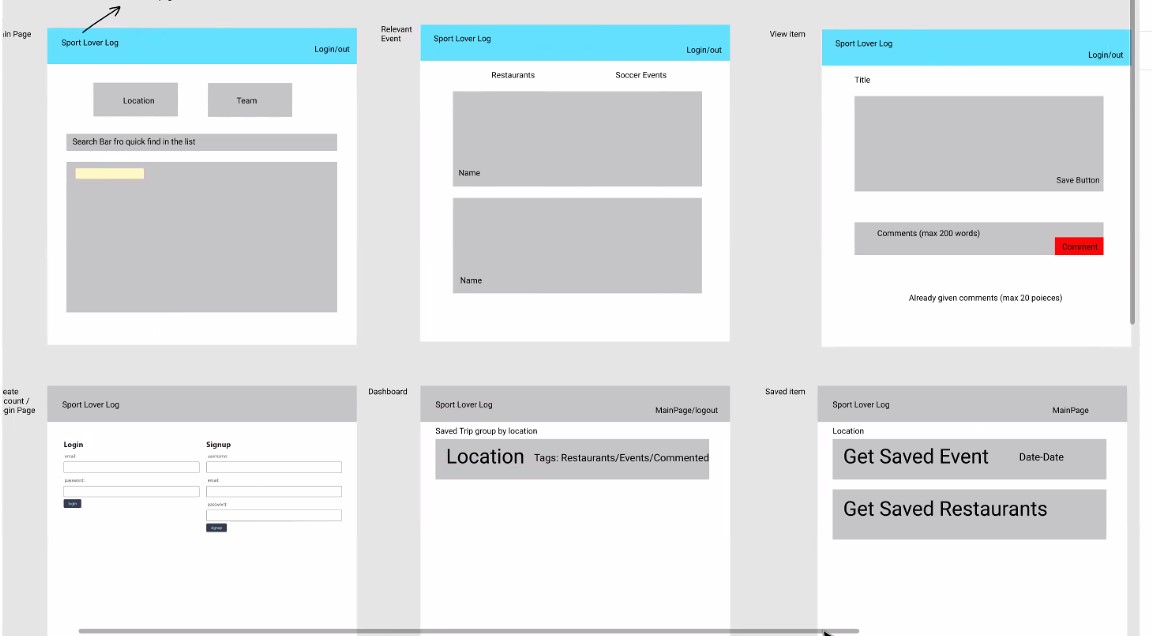 ain Page
Sport Lover Log
Login/out
Location
Team
Search Bar fro quick find in the list
Relevant
Event
Sport Lover Log
Login/out
Restaurants
Soccer Events
Name
Name
View item
Sport Lover Log
Login/out
Title
Save Button
Comments (max 200 words)
Comment
Already given comments (max 20 poieces)
eate
count /
gin Page
Sport Lover Log
Login
email:
password:
login
Signup
username:
email:
password:
signup
Dashboard
Sport Lover Log
MainPage/logout
Saved Trip group by location
Location
Tags: Restaurants/Events/Commented
Saved item
Sport Lover Log
MainPage
Location
Get Saved Event
Date-Date
Get Saved Restaurants